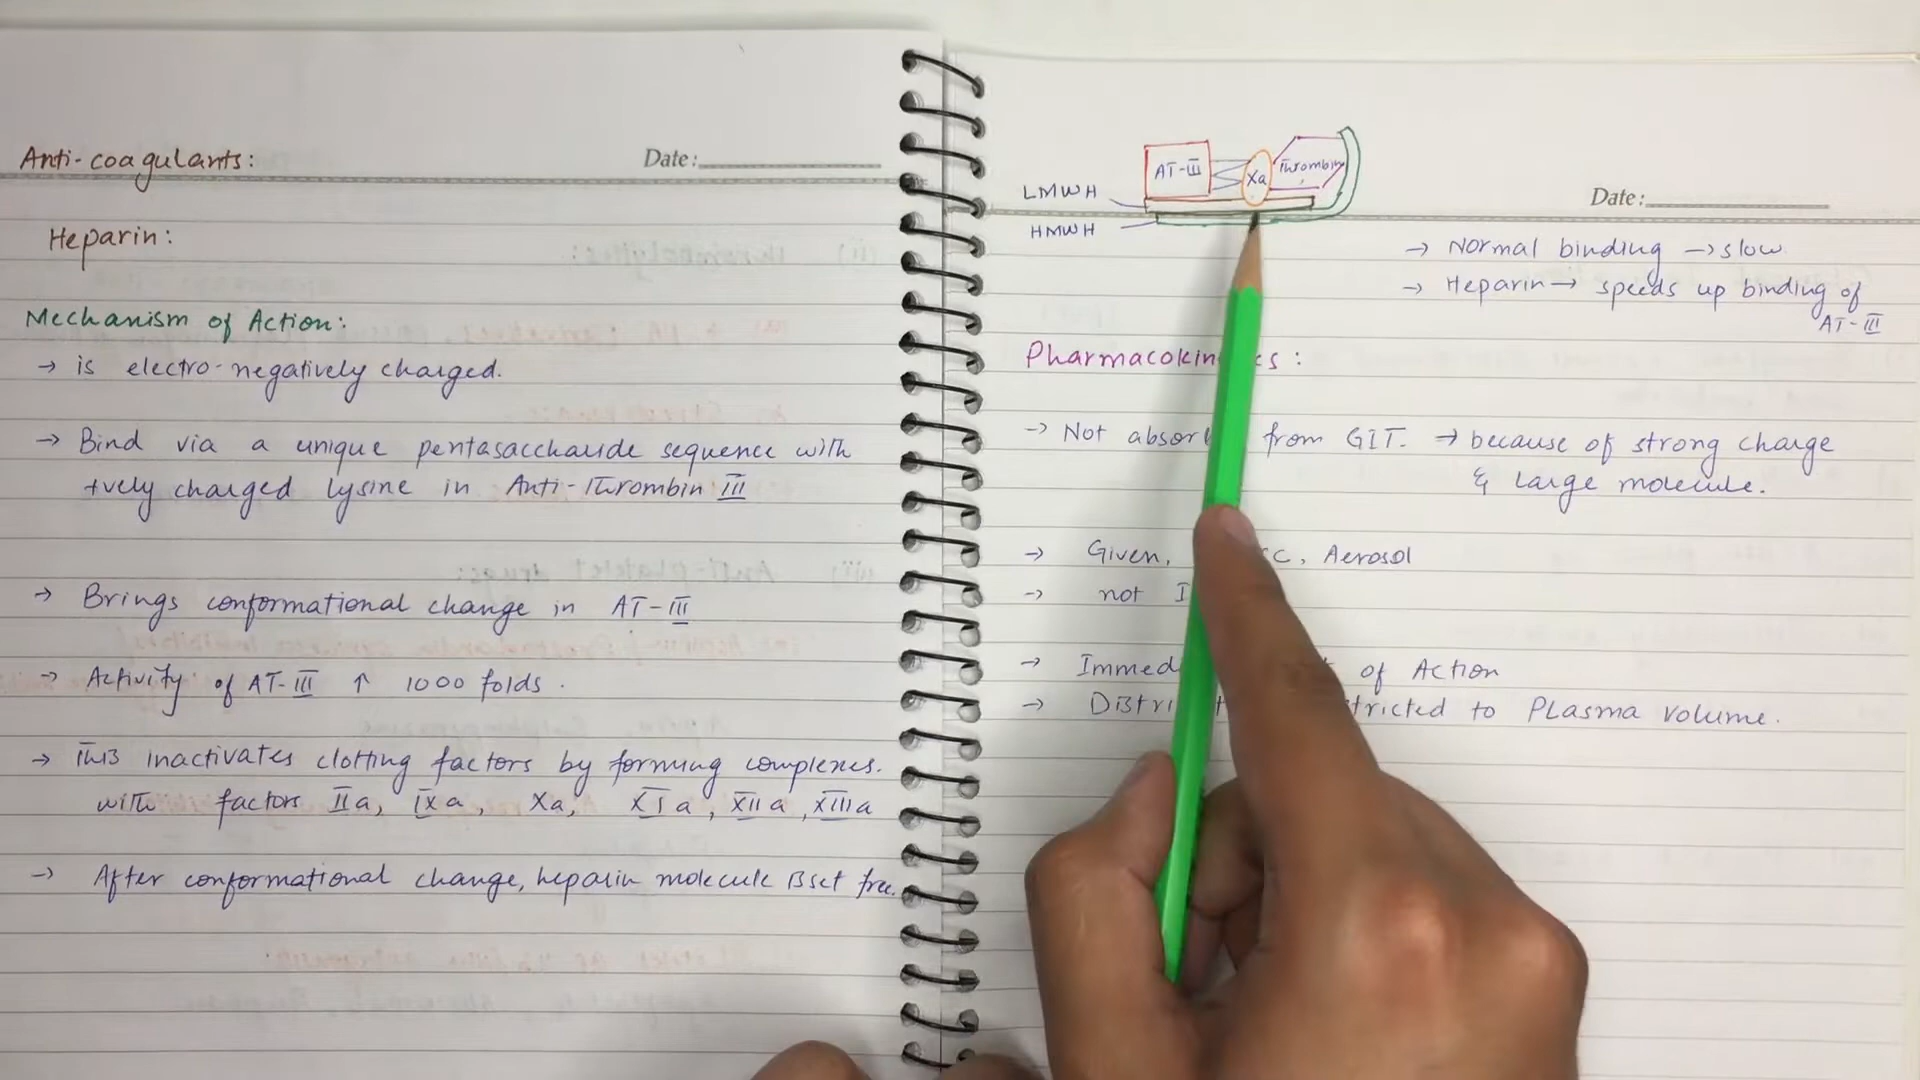 Anti-coagulants:
Date:
Heparin:
Mechanism of Action:
→ is electro-negatively charged.
→ Bind via a unique pentasaccharide sequence with
+vely charged lysine in Anti-Thrombin III
→ Brings conformational change in AT-III
→ Activity of AT-III ↑ 1000 folds.
→ This inactivates clotting factors by forming complexes.
with factors IIa, IXa, Xa, XIa, XIIa, XIIIa
→ After conformational change, heparin molecule is set free.
AT-III Xa Thrombin
LMWH
HMWH
Date:
→ Normal binding → slow.
→ Heparin → speeds up binding of
AT-III
Pharmacokin cs:
→ Not absor from GIT. → because of strong charge
& large molecule.
→ Given, sc, Aerosol
→ not
→ Immed of Action
→ Distri stricted to Plasma volume.